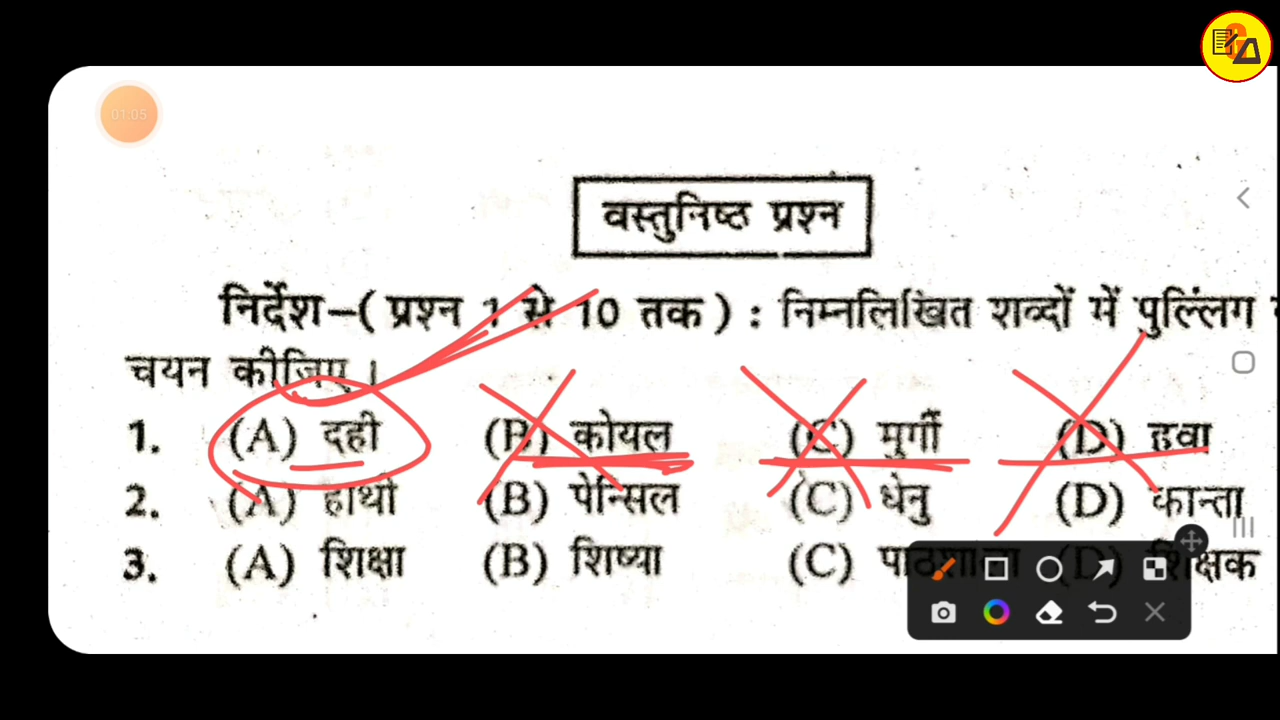 01:05
वस्तुनिष्ठ प्रश्न
निर्देश-( प्रश्न 1 से 10 तक ) : निम्नलिखित शब्दों में पुल्लिंग
चयन कीजिए ।
1. (A) दही (B) कोयल (C) मुर्गी (D) हवा
2. (A) हाथी (B) पेन्सिल (C) धेनु (D) कान्ता
3. (A) शिक्षा (B) शिष्या (C) पाठशाला (D) शिक्षक